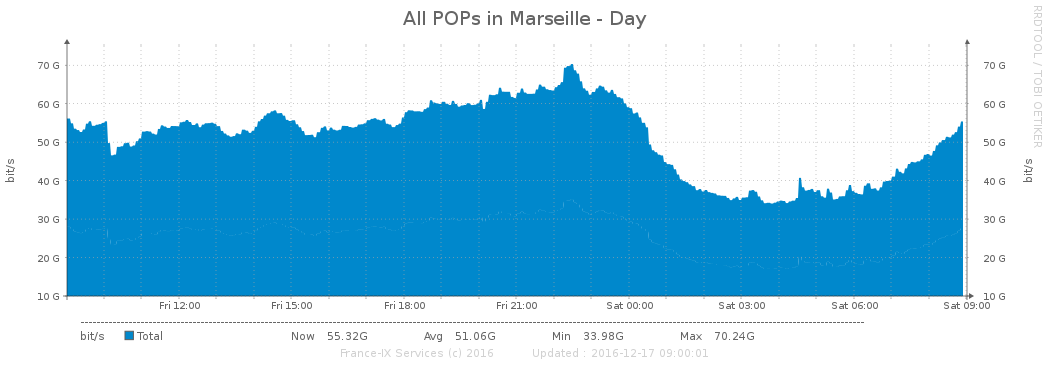 All POPs in Marseille - Day
RRDTOOL / TOBI OETIKER
bit/s
bit/s
70 G 70 G
60 G 60 G
50 G 50 G
40 G 40 G
30 G 30 G
20 G 20 G
10 G 10 G
Fri 12:00 Fri 15:00 Fri 18:00 Fri 21:00 Sat 00:00 Sat 03:00 Sat 06:00 Sat 09:00
bit/s Total Now 55.32G Avg 51.06G Min 33.98G Max 70.24G
France-IX Services (c) 2016 Updated : 2016-12-17 09:00:01